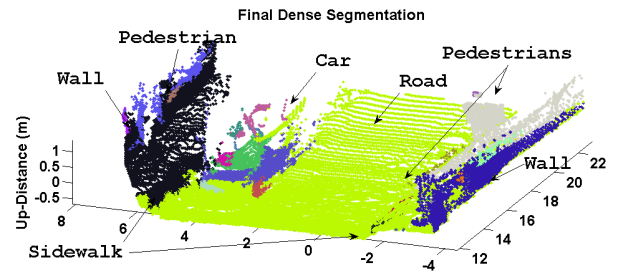 Final Dense Segmentation
Pedestrian
Pedestrians
Car
Wall
Road
Up-Distance (m)
1
0.5
0
-0.5
Wall
8
6
4
2
0
-2
-4
12
14
16
18
20
22
Sidewalk